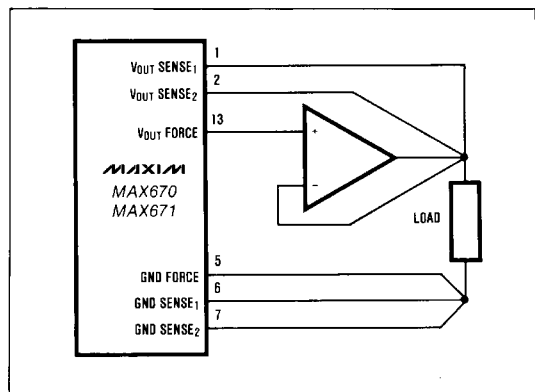 1
VOUT SENSE1
2
VOUT SENSE2
13
VOUT FORCE
+
MAXIM
MAX670
MAX671
−
LOAD
5
GND FORCE
6
GND SENSE1
7
GND SENSE2